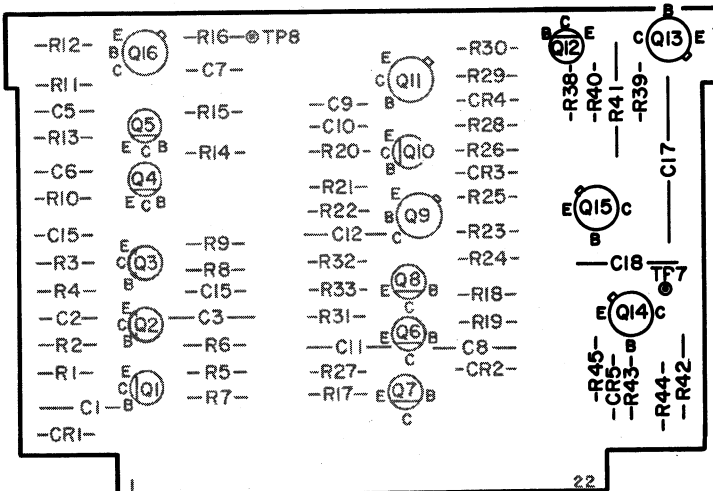 -R12-
-R11-
-C5-
-R13-
-C6-
-R10-
-C15-
-R3-
-R4-
-C2-
-R2-
-R1-
-C1-
-CR1-
E
B
C
Q16
Q5
E C B
Q4
E C B
E
C
B
Q3
E
C
B
Q2
E
C
B
Q1
-R16-
TP8
-C7-
-R15-
-R14-
-R9-
-R8-
-C15-
-C3-
-R6-
-R5-
-R7-
-C9-
-C10-
-R20-
-R21-
-R22-
-C12-
-R32-
-R33-
-R31-
-C11-
-R27-
-R17-
E
C
B
Q11
E
C
B
Q10
E
B
C
Q9
E
Q8
B
C
E
Q6
B
C
E
Q7
B
C
-R30-
-R29-
-CR4-
-R28-
-R26-
-CR3-
-R25-
-R23-
-R24-
-R18-
-R19-
-C8-
-CR2-
B
C
E
Q12
B
C
Q13
E
-R38-
-R40-
R41
-R39-
C17
E
Q15
C
B
C18
TP7
E
Q14
C
B
-R45-
-CR5-
-R43-
-R44-
-R42-
1
22